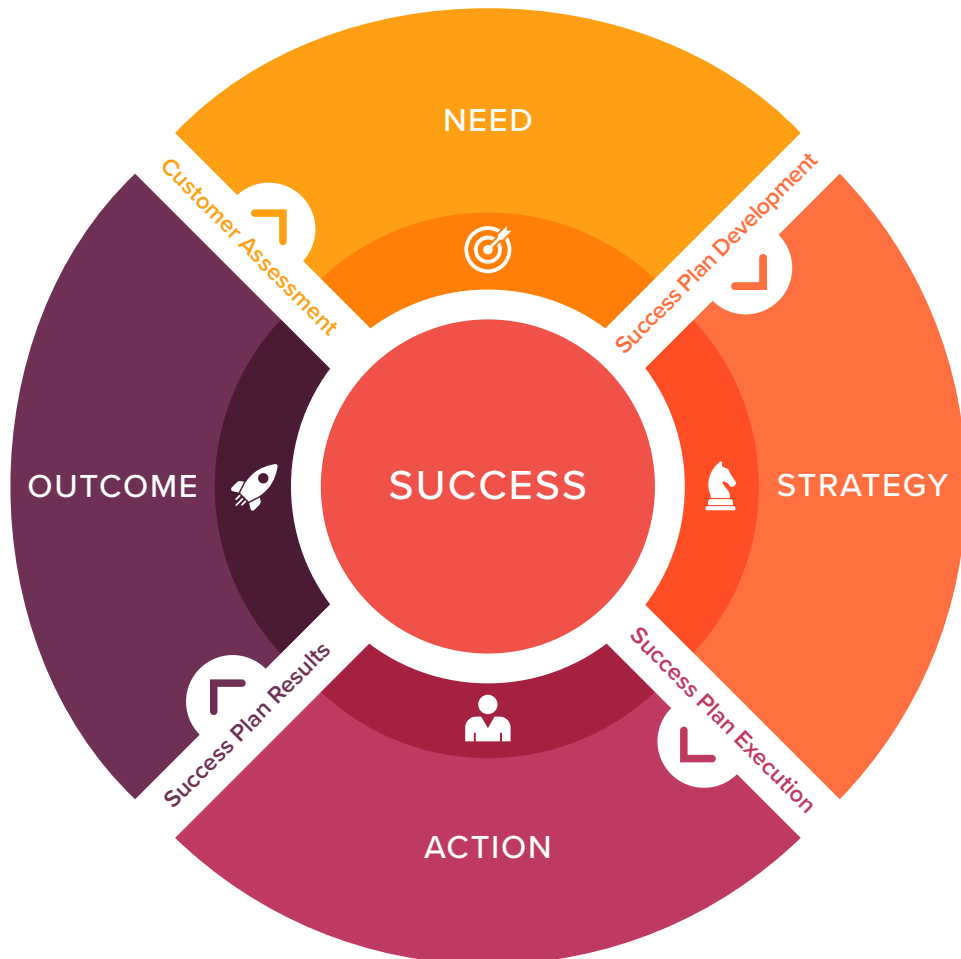 NEED
Customer Assessment
Success Plan Development
OUTCOME
SUCCESS
STRATEGY
Success Plan Results
Success Plan Execution
ACTION